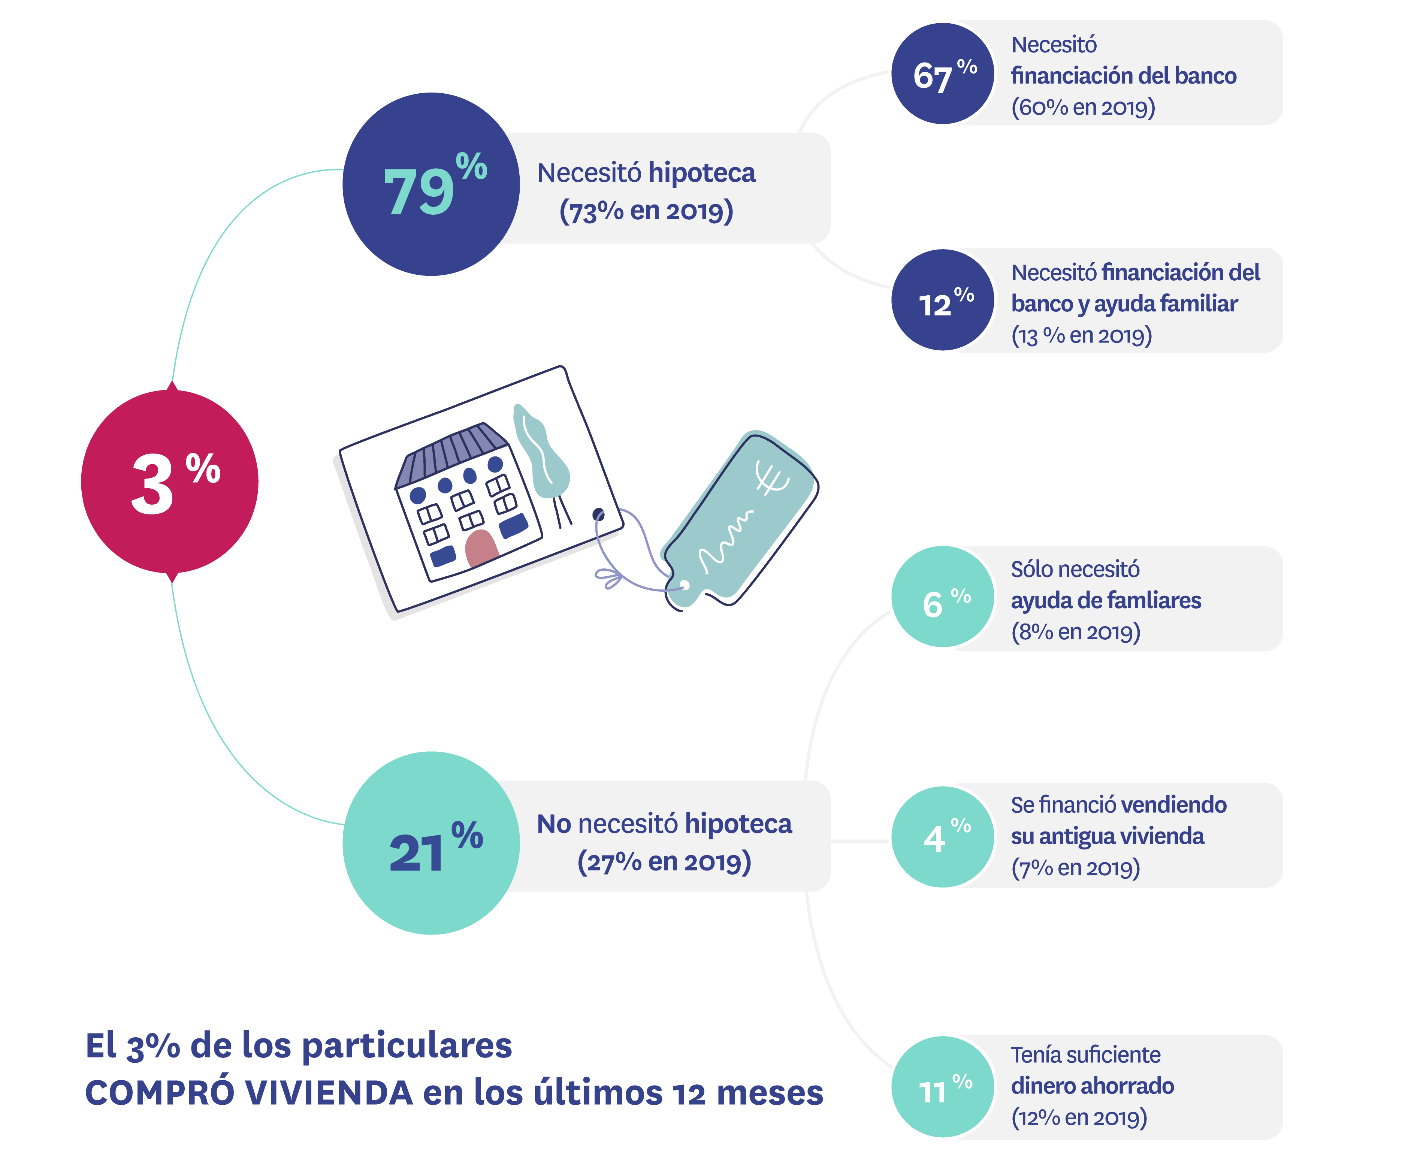 67%
Necesitó
financiación del banco
(60% en 2019)
79%
Necesitó hipoteca
(73% en 2019)
12%
Necesitó financiación del
banco y ayuda familiar
(13 % en 2019)
3%
6%
Sólo necesitó
ayuda de famliares
(8% en 2019)
21%
No necesitó hipoteca
(27% en 2019)
4%
Se financió vendiendo
su antigua vivienda
(7% en 2019)
11%
Tenía suficiente
dinero ahorrado
(12% en 2019)
El 3% de los particulares
COMPRÓ VIVIENDA en los últimos 12 meses